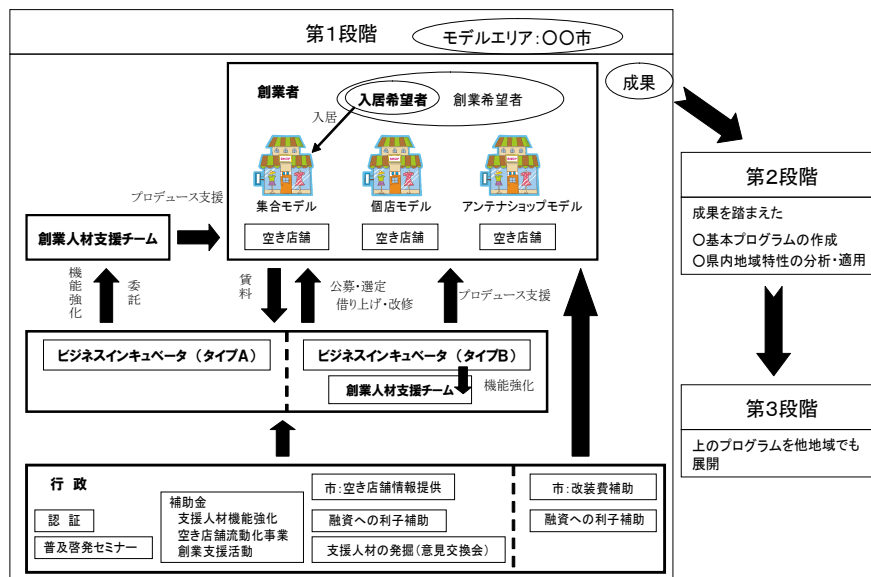 第1段階
モデルエリア:〇〇市
成果
創業者
入居希望者
創業希望者
入居
SHOP
SHOP
SHOP
集合モデル
個店モデル
アンテナショップモデル
空き店舗
空き店舗
空き店舗
プロデュース支援
創業人材支援チーム
機能強化
委託
賃料
公募・選定
借り上げ・改修
プロデュース支援
ビジネスインキュベータ(タイプA)
ビジネスインキュベータ(タイプB)
創業人材支援チーム
機能強化
行政
認証
普及啓発セミナー
補助金
支援人材機能強化
空き店舗流動化事業
創業支援活動
市:空き店舗情報提供
融資への利子補助
支援人材の発掘(意見交換会)
市:改装費補助
融資への利子補助
第2段階
成果を踏まえた
〇基本プログラムの作成
〇県内地域特性の分析・適用
第3段階
上のプログラムを他地域でも
展開